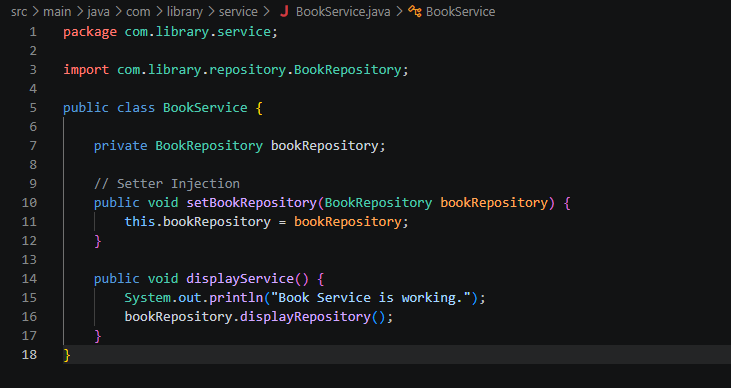 src > main > java > com > library > service > J BookService.java > BookService
1 package com.library.service;
2
3 import com.library.repository.BookRepository;
4
5 public class BookService {
6
7     private BookRepository bookRepository;
8
9     // Setter Injection
10     public void setBookRepository(BookRepository bookRepository) {
11         this.bookRepository = bookRepository;
12     }
13
14     public void displayService() {
15         System.out.println("Book Service is working.");
16         bookRepository.displayRepository();
17     }
18 }